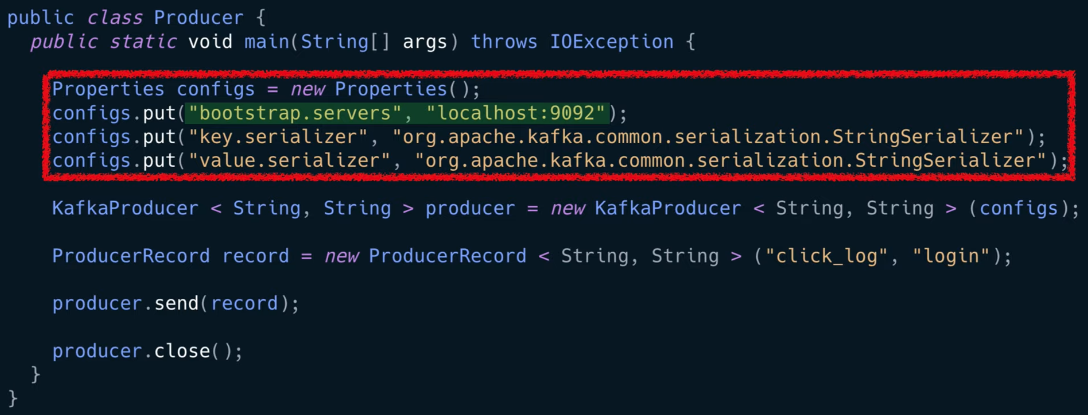 public class Producer {
public static void main(String[] args) throws IOException {
Properties configs = new Properties();
configs.put("bootstrap.servers", "localhost:9092");
configs.put("key.serializer", "org.apache.kafka.common.serialization.StringSerializer");
configs.put("value.serializer", "org.apache.kafka.common.serialization.StringSerializer");
KafkaProducer < String, String > producer = new KafkaProducer < String, String > (configs);
ProducerRecord record = new ProducerRecord < String, String > ("click_log", "login");
producer.send(record);
producer.close();
}
}